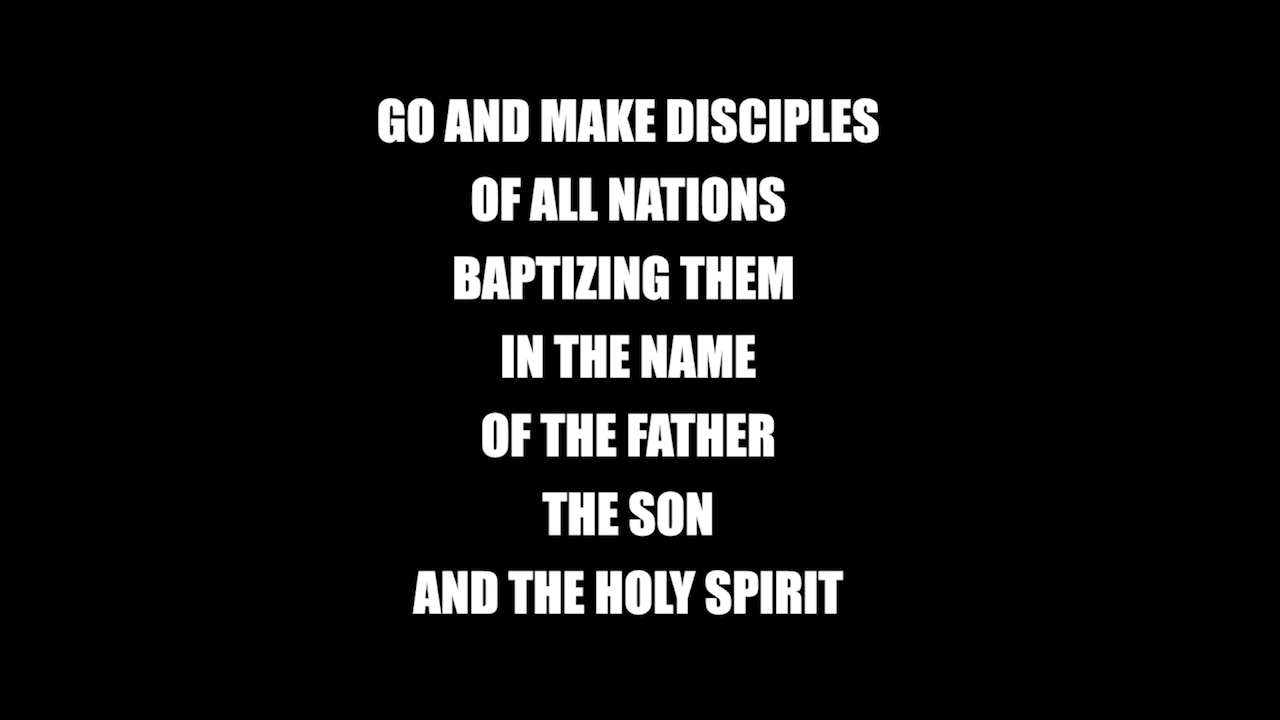 GO AND MAKE DISCIPLES
OF ALL NATIONS
BAPTIZING THEM
IN THE NAME
OF THE FATHER
THE SON
AND THE HOLY SPIRIT